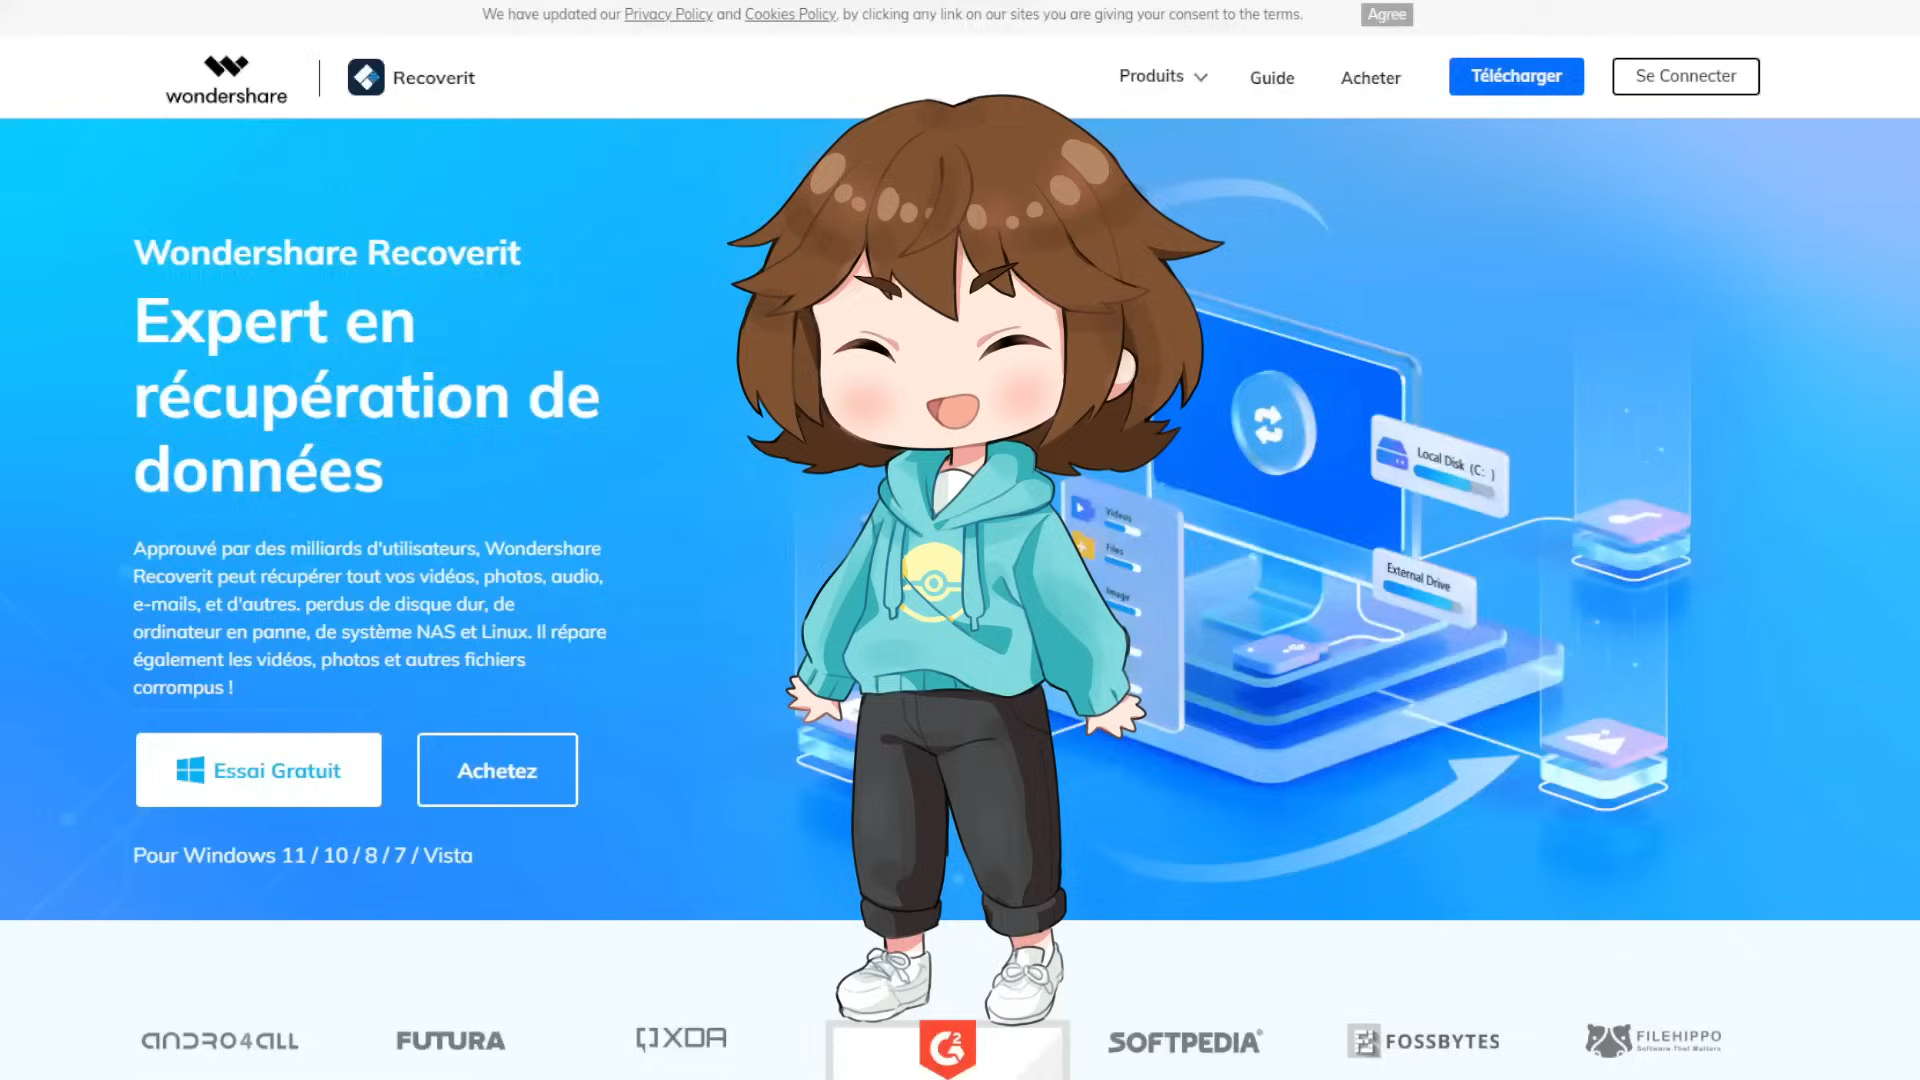 We have updated our Privacy Policy and Cookies Policy, by clicking any link on our sites you are giving your consent to the terms. Agree
wondershare
Recoverit
Produits
Guide
Acheter
Télécharger
Se Connecter
Wondershare Recoverit
Expert en
récupération de
données
Approuvé par des milliards d'utilisateurs, Wondershare
Recoverit peut récupérer tout vos vidéos, photos, audio,
e-mails, et d'autres. perdus de disque dur, de
ordinateur en panne, de système NAS et Linux. Il répare
également les vidéos, photos et autres fichiers
corrompus !
Essai Gratuit
Achetez
Pour Windows 11 / 10 / 8 / 7 / Vista
Local Disk (C: )
External Drive
Videos
Files
Image
ANDRO4ALL
FUTURA
XDA
G2
SOFTPEDIA®
FOSSBYTES
FILEHIPPO
Software That Matters